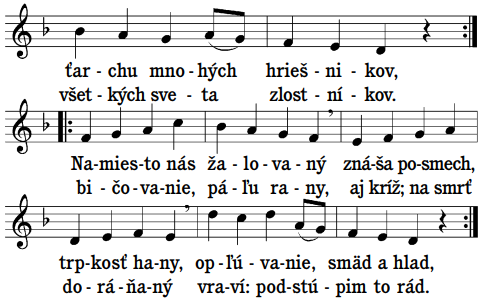 ťar - chu mno - hých hrieš - ni - kov,
všet - kých sve - ta zlost - ní - kov.
Na - mies - to nás ža - lo - va - ný zná - ša po - smech,
bi - čo - va - nie, pá - ľu ra - ny, aj kríž; na smrť
trp - kosť ha - ny, op - ľú - va - nie, smäd a hlad,
do - rá - ňa - ný vra - ví: pod - stú - pim to rád.